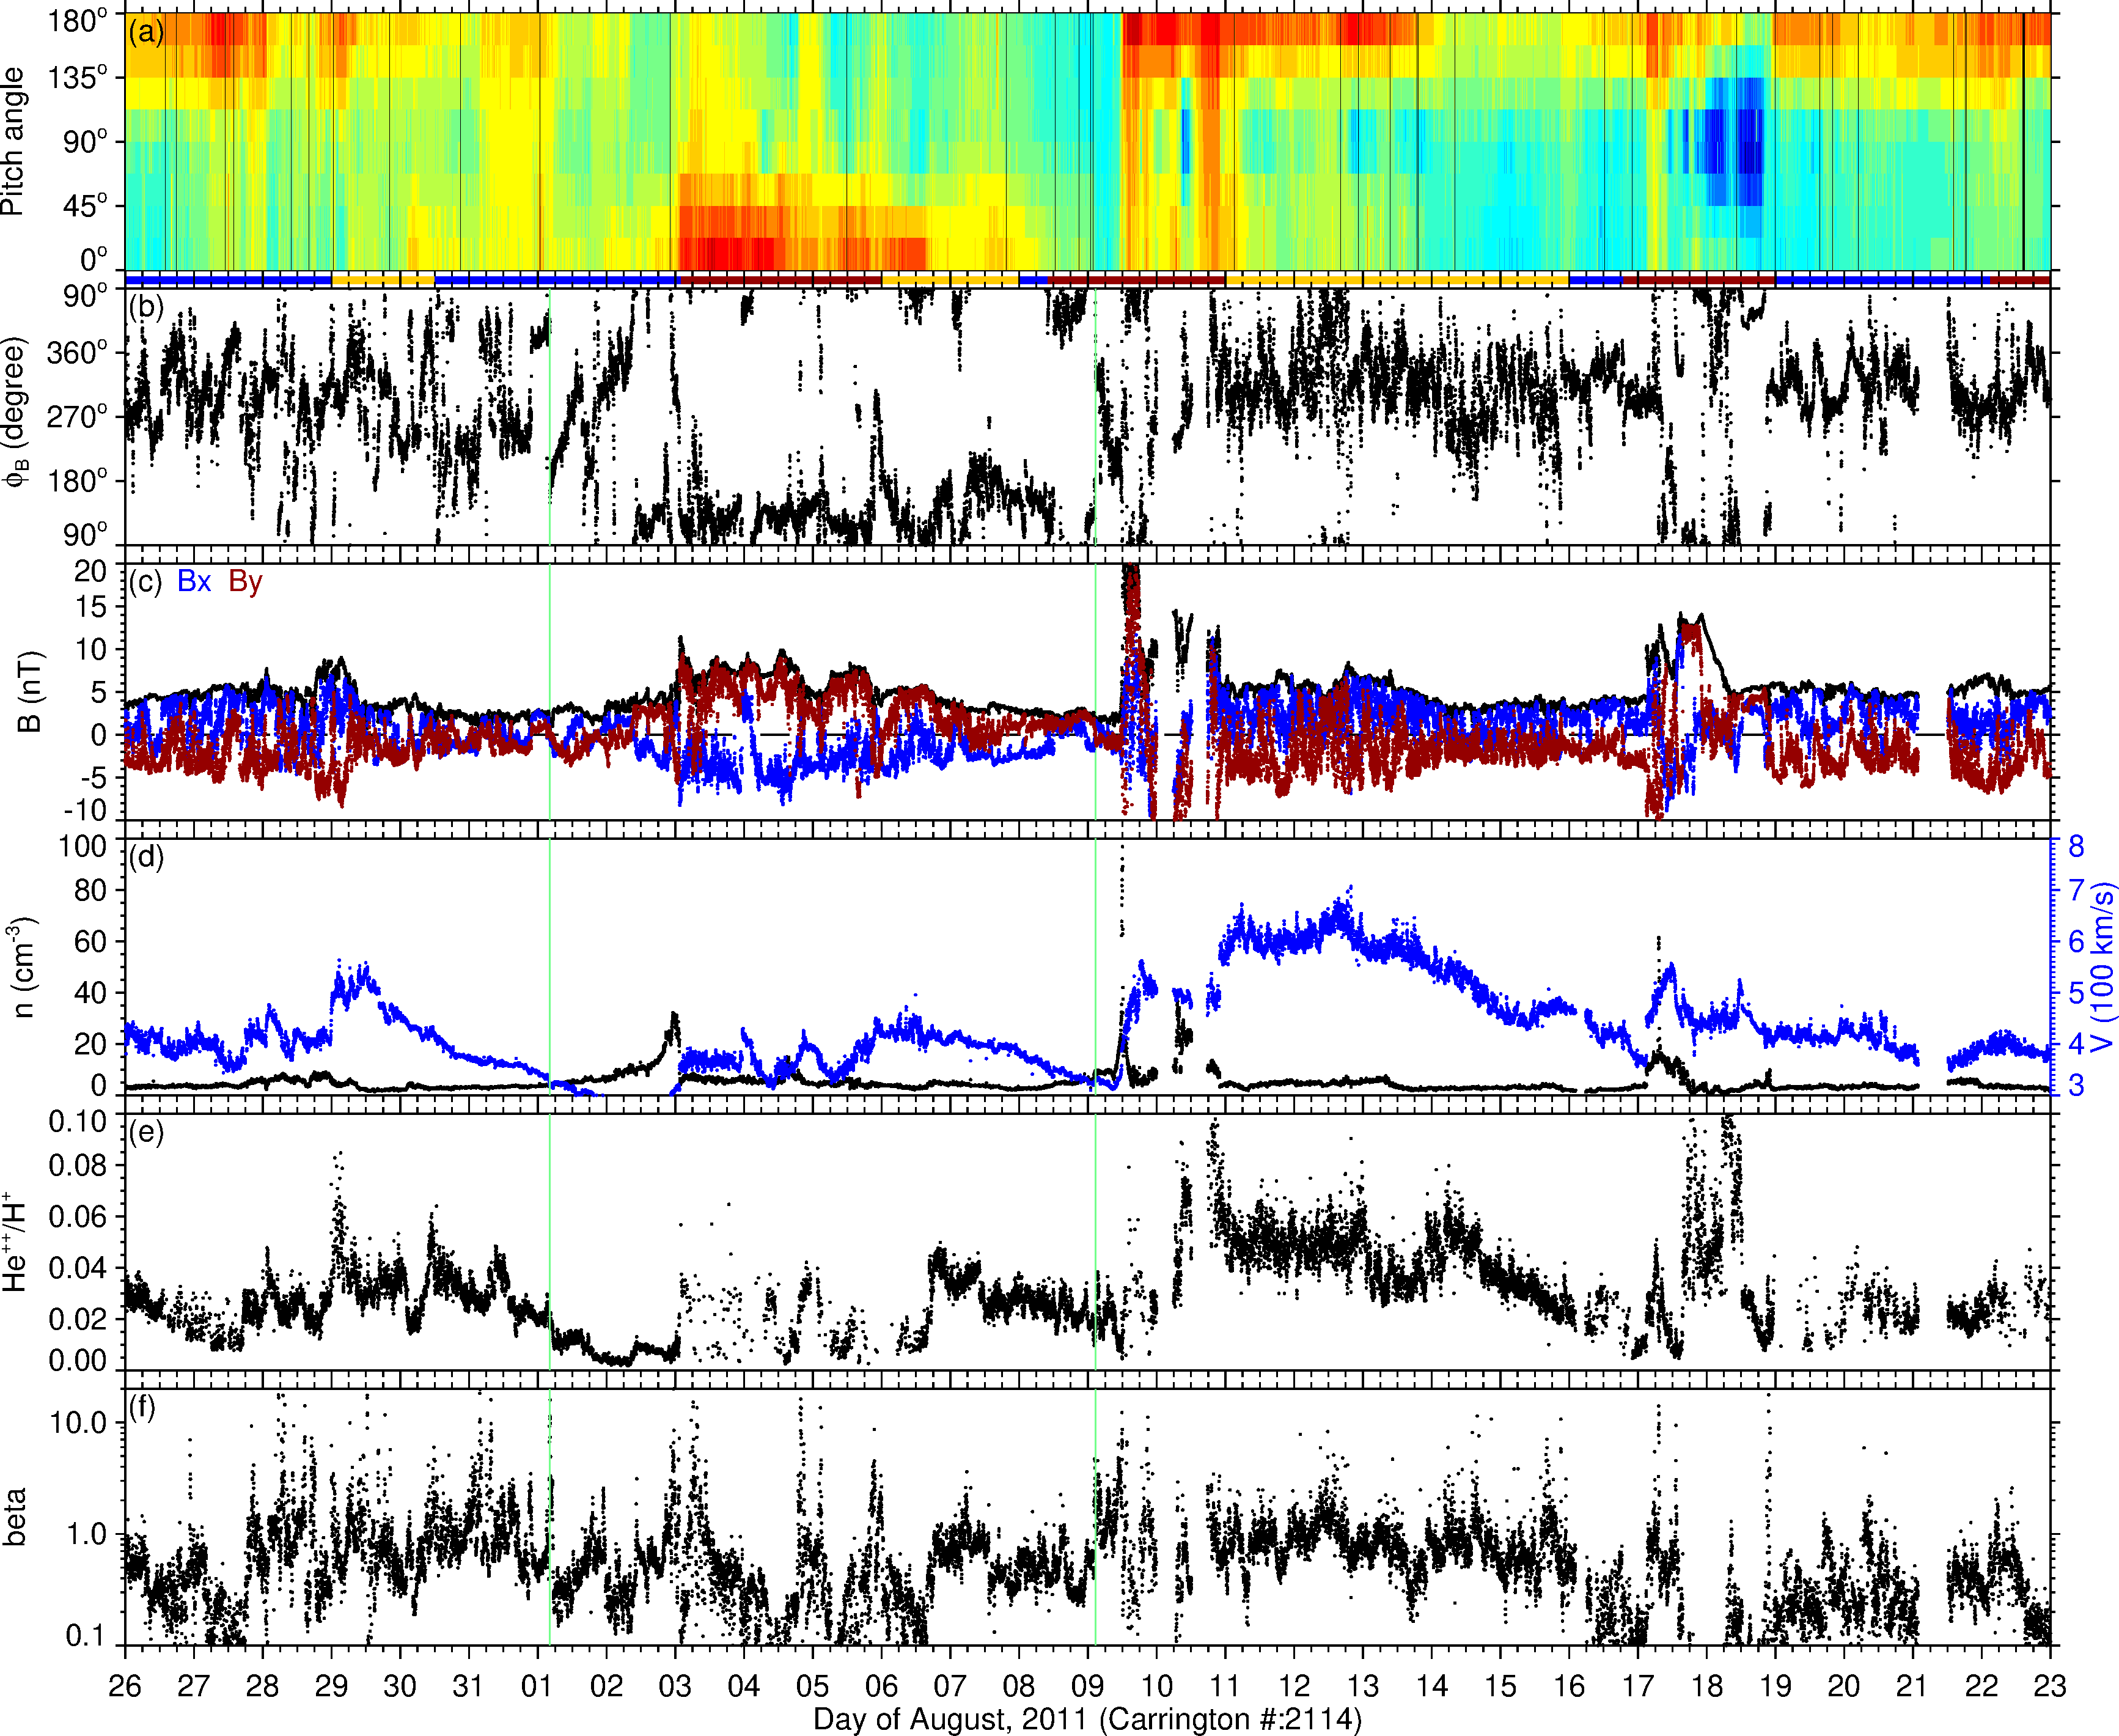 (a)
Pitch angle
180°
135°
90°
45°
0°
(b)
ϕB (degree)
90°
360°
270°
180°
90°
(c) Bx By
B (nT)
20
15
10
5
0
-5
-10
(d)
n (cm-3)
100
80
60
40
20
0
8
7
6
5
4
3
V (100 km/s)
(e)
He++/H+
0.10
0.08
0.06
0.04
0.02
0.00
(f)
beta
10.0
1.0
0.1
26 27 28 29 30 31 01 02 03 04 05 06 07 08 09 10 11 12 13 14 15 16 17 18 19 20 21 22 23
Day of August, 2011 (Carrington #:2114)